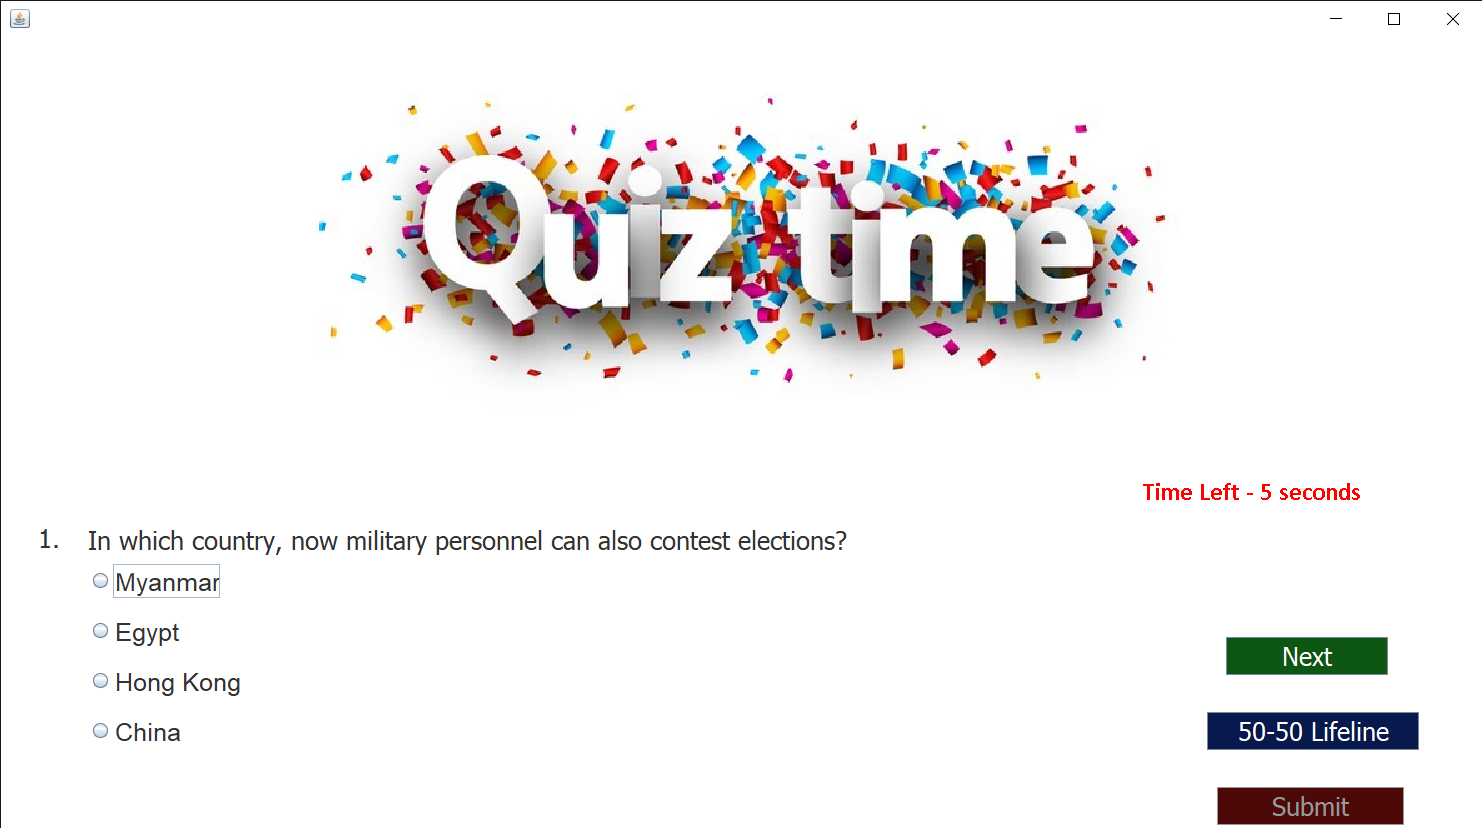 Quiz time
Time Left - 5 seconds
1. In which country, now military personnel can also contest elections?
Myanmar
Egypt
Hong Kong
China
Next
50-50 Lifeline
Submit